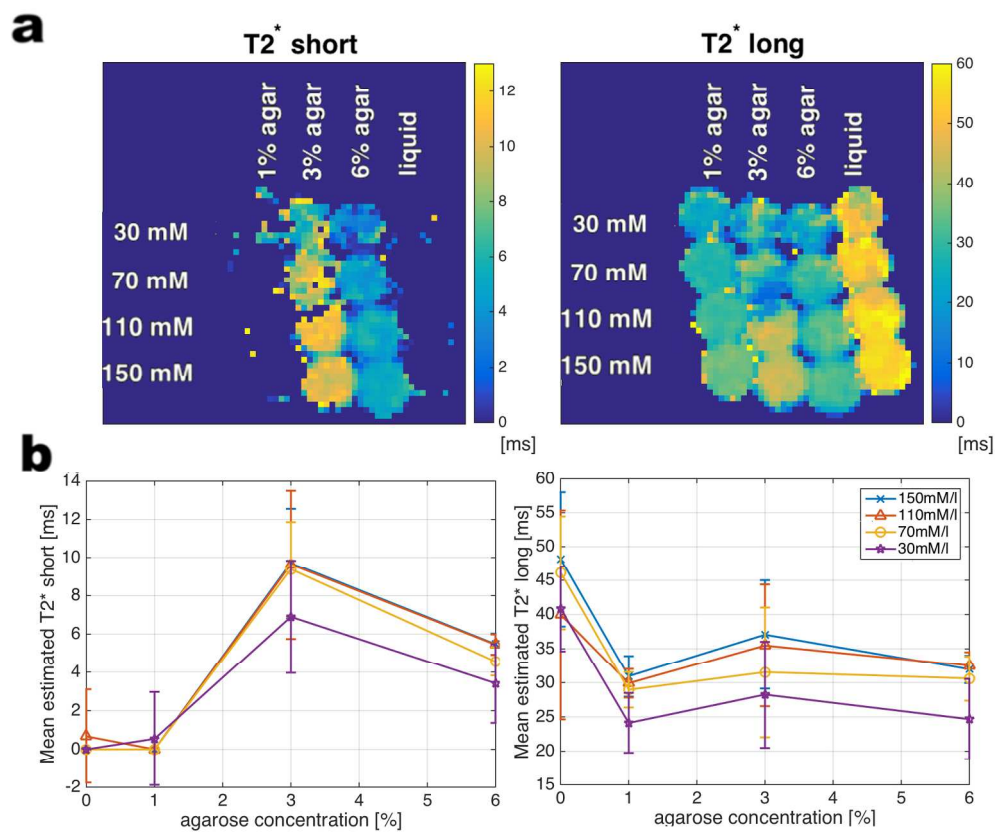 a
T2* short
T2* long
1% agar
3% agar
6% agar
liquid
30 mM
70 mM
110 mM
150 mM
12
10
8
6
4
2
0
[ms]
1% agar
3% agar
6% agar
liquid
30 mM
70 mM
110 mM
150 mM
60
50
40
30
20
10
0
[ms]
b
Mean estimated T2* short [ms]
14
12
10
8
6
4
2
0
-2
0 1 2 3 4 5 6
agarose concentration [%]
Mean estimated T2* long [ms]
60
55
50
45
40
35
30
25
20
15
0 1 2 3 4 5 6
agarose concentration [%]
150mM/l
110mM/l
70mM/l
30mM/l